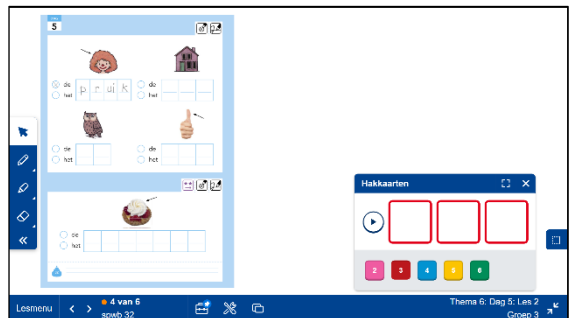 5
de
het
p r ui k
de
het
de
het
de
het
de
het
Hakkaarten
2 3 4 5 6
Lesmenu
4 van 6
spwb 32
Thema 6: Dag 5: Les 2
Groep 3